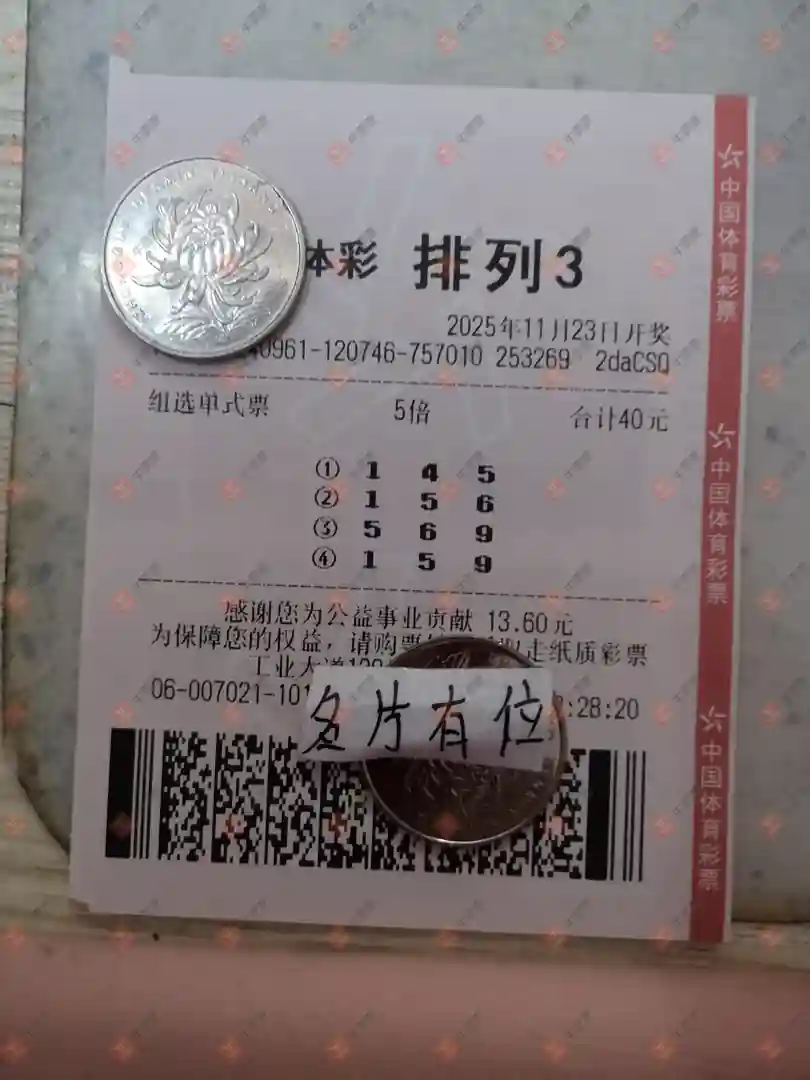 体彩 排列3
2025年11月23日开奖
0961-120746-757010 253269 2daCSQ
组选单式票 5倍 合计40元
① 1 4 5
② 1 5 6
③ 5 6 9
④ 1 5 9
感谢您为公益事业贡献 13.60元
为保障您的权益，请购票 走纸质彩票
工业大道
06-007021-101 :28:20
名片有位
中国体育彩票
中国体育彩票
中国体育彩票